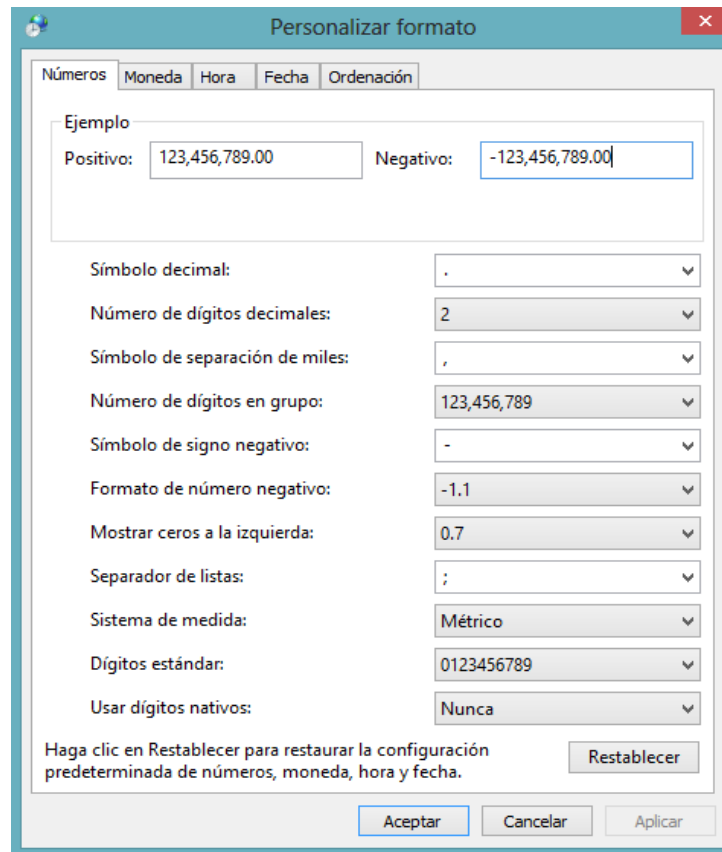 Personalizar formato
Números Moneda Hora Fecha Ordenación
Ejemplo
Positivo: 123,456,789.00 Negativo: -123,456,789.00
Símbolo decimal: .
Número de dígitos decimales: 2
Símbolo de separación de miles: ,
Número de dígitos en grupo: 123,456,789
Símbolo de signo negativo: -
Formato de número negativo: -1.1
Mostrar ceros a la izquierda: 0.7
Separador de listas: ;
Sistema de medida: Métrico
Dígitos estándar: 0123456789
Usar dígitos nativos: Nunca
Haga clic en Restablecer para restaurar la configuración
predeterminada de números, moneda, hora y fecha.
Restablecer
Aceptar Cancelar Aplicar